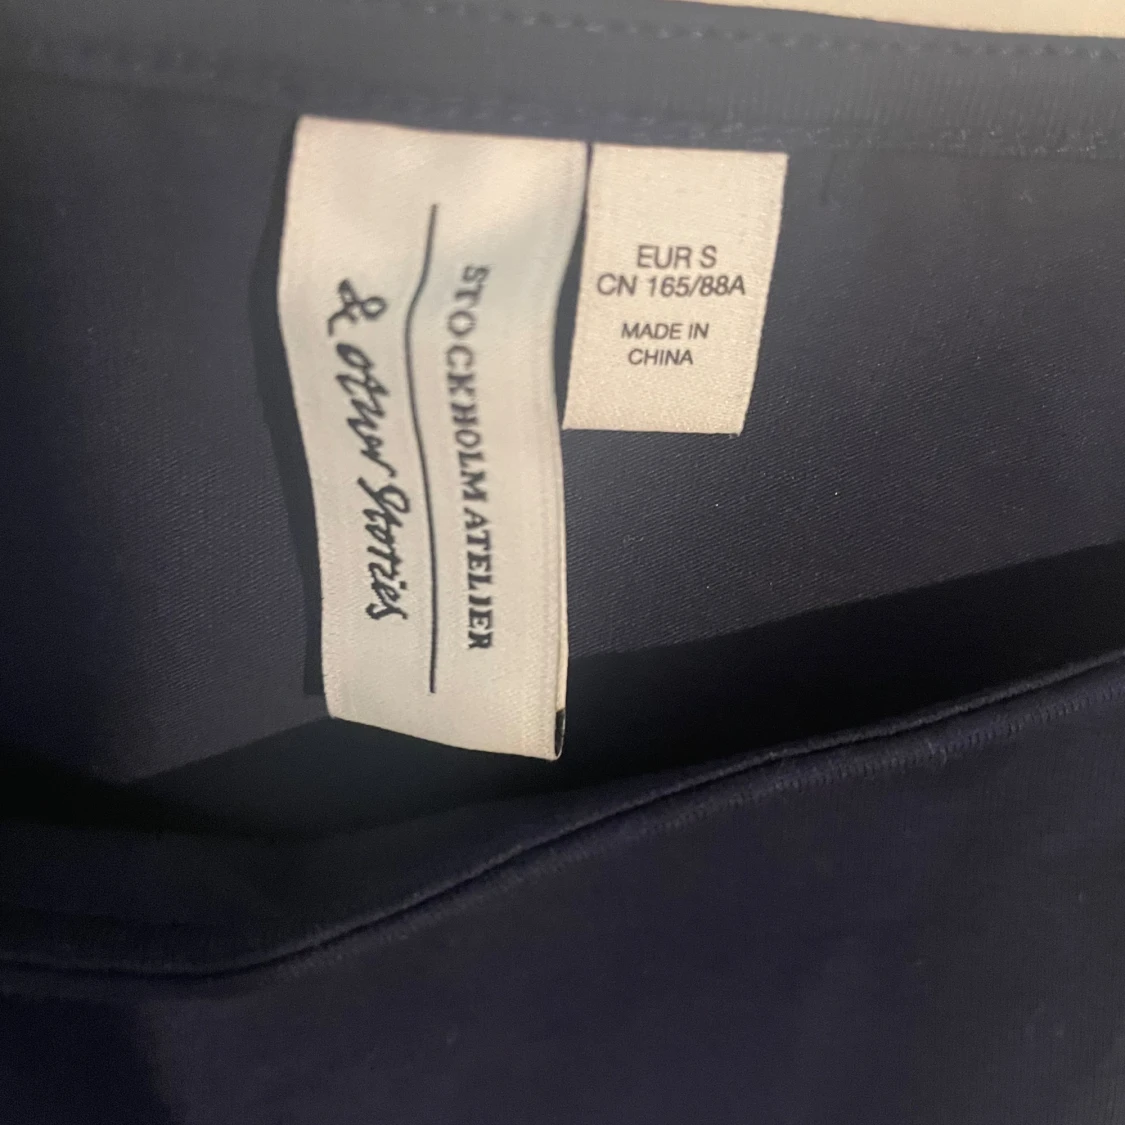 & Other Stories
STOCKHOLM ATELIER
EUR S
CN 165/88A
MADE IN
CHINA